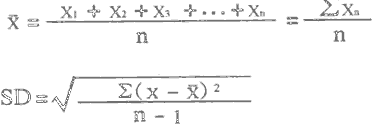 x̄ = (x₁ + x₂ + x₃ + ... + xₙ) / n = Σxₙ / n
SD = √(Σ(x − x̄)² / (n − 1))